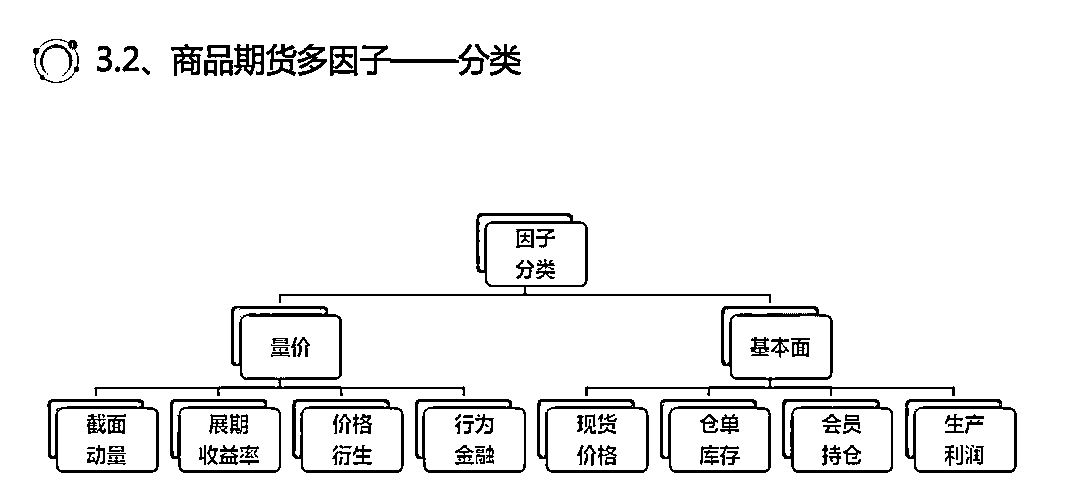 3.2、商品期货多因子——分类
因子
分类
量价
基本面
截面
动量
展期
收益率
价格
衍生
行为
金融
现货
价格
仓单
库存
会员
持仓
生产
利润